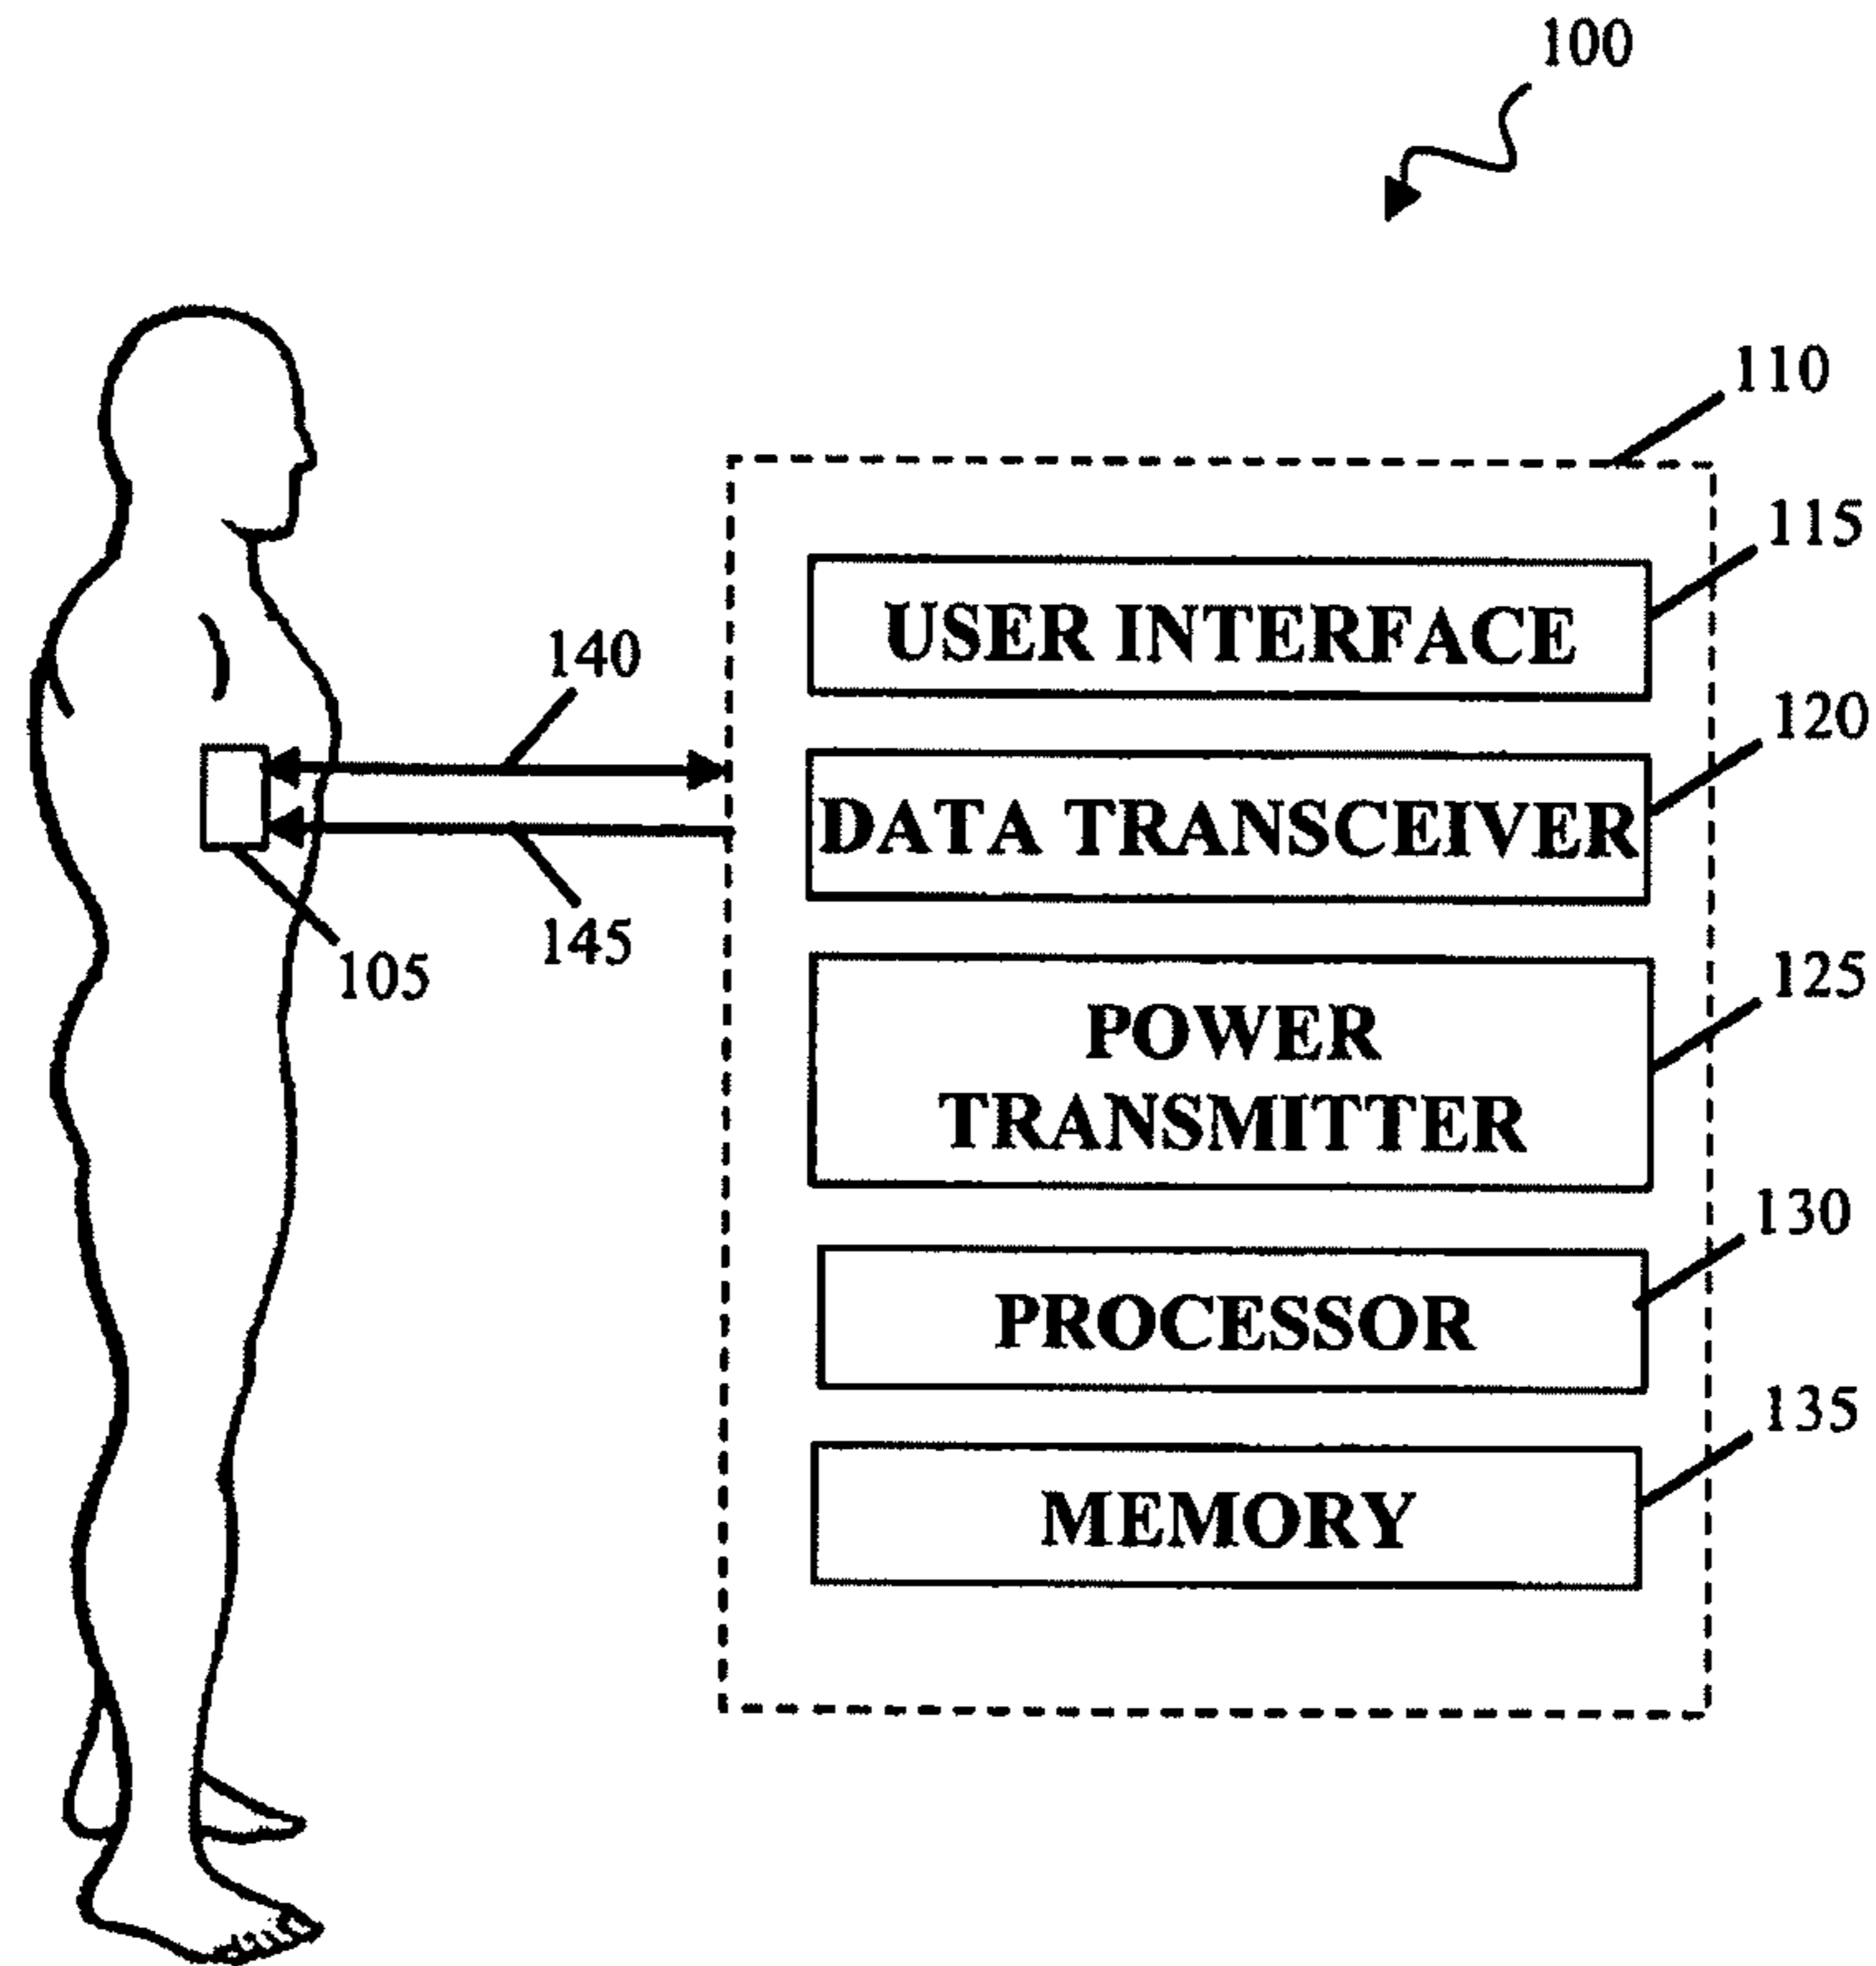 100
110
115
USER INTERFACE
140
120
DATA TRANSCEIVER
145
105
125
POWER
TRANSMITTER
130
PROCESSOR
135
MEMORY